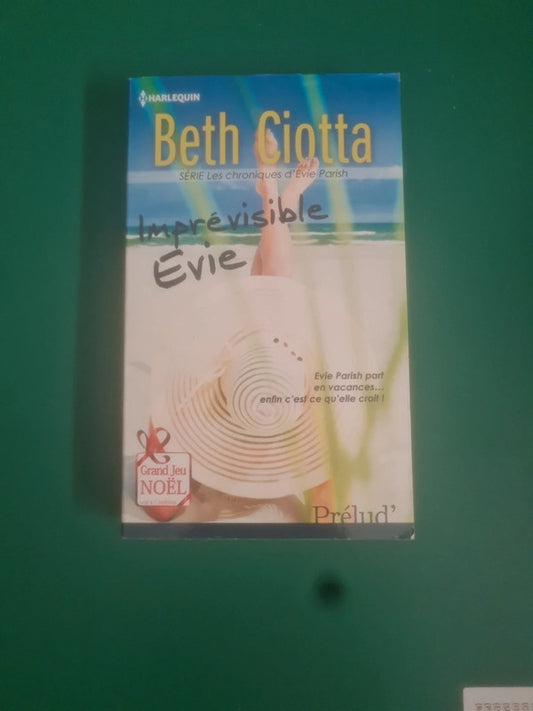 HARLEQUIN
Beth Ciotta
SÉRIE Les chroniques d'Evie Parish
Imprévisible
Evie
Evie Parish part
en vacances...
enfin c'est ce qu'elle croit !
Grand Jeu
NOËL
Prélud'